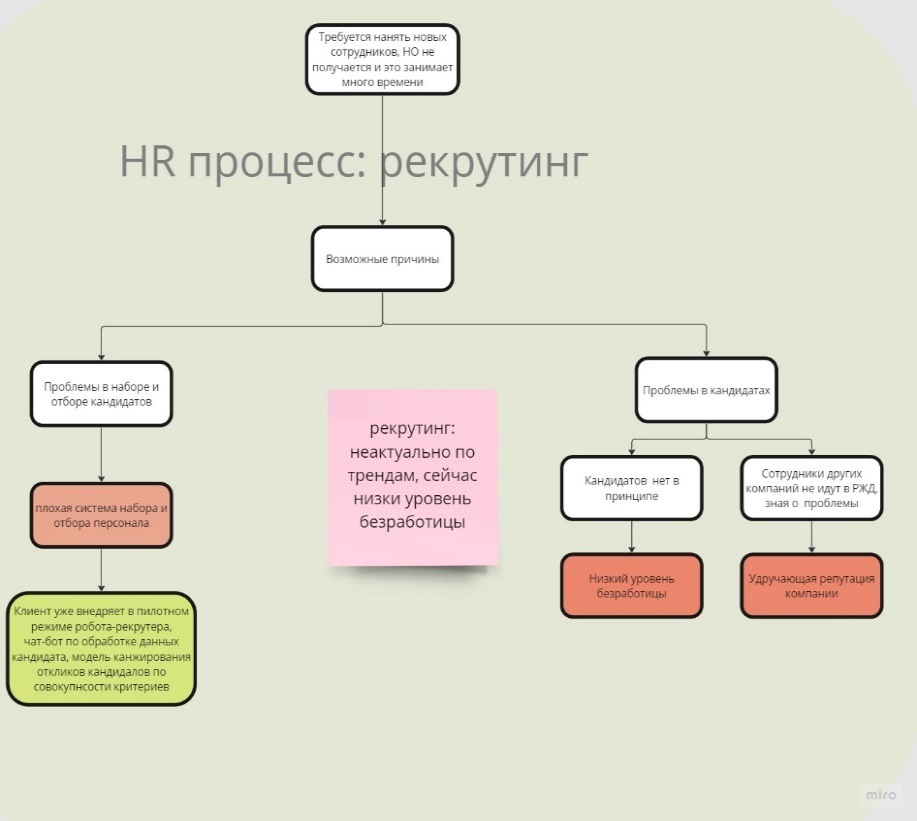 Требуется нанять новых
сотрудников, НО не
получается и это занимает
много времени
HR процесс: рекрутинг
Возможные причины
Проблемы в наборе и
отборе кандидатов
Проблемы в кандидатах
рекрутинг:
неактуально по
трендам, сейчас
низки уровень
безработицы
Кандидатов нет в
принципе
Сотрудники других
компаний не идут в РЖД,
зная о проблемы
плохая система набора и
отбора персонала
Низкий уровень
безработицы
Удручающая репутация
компании
Клиент уже внедряет в пилотном
режиме робота-рекрутера,
чат-бот по обработке данных
кандидата, модель канжирования
откликов кандидалов по
совокупнсости критериев
miro